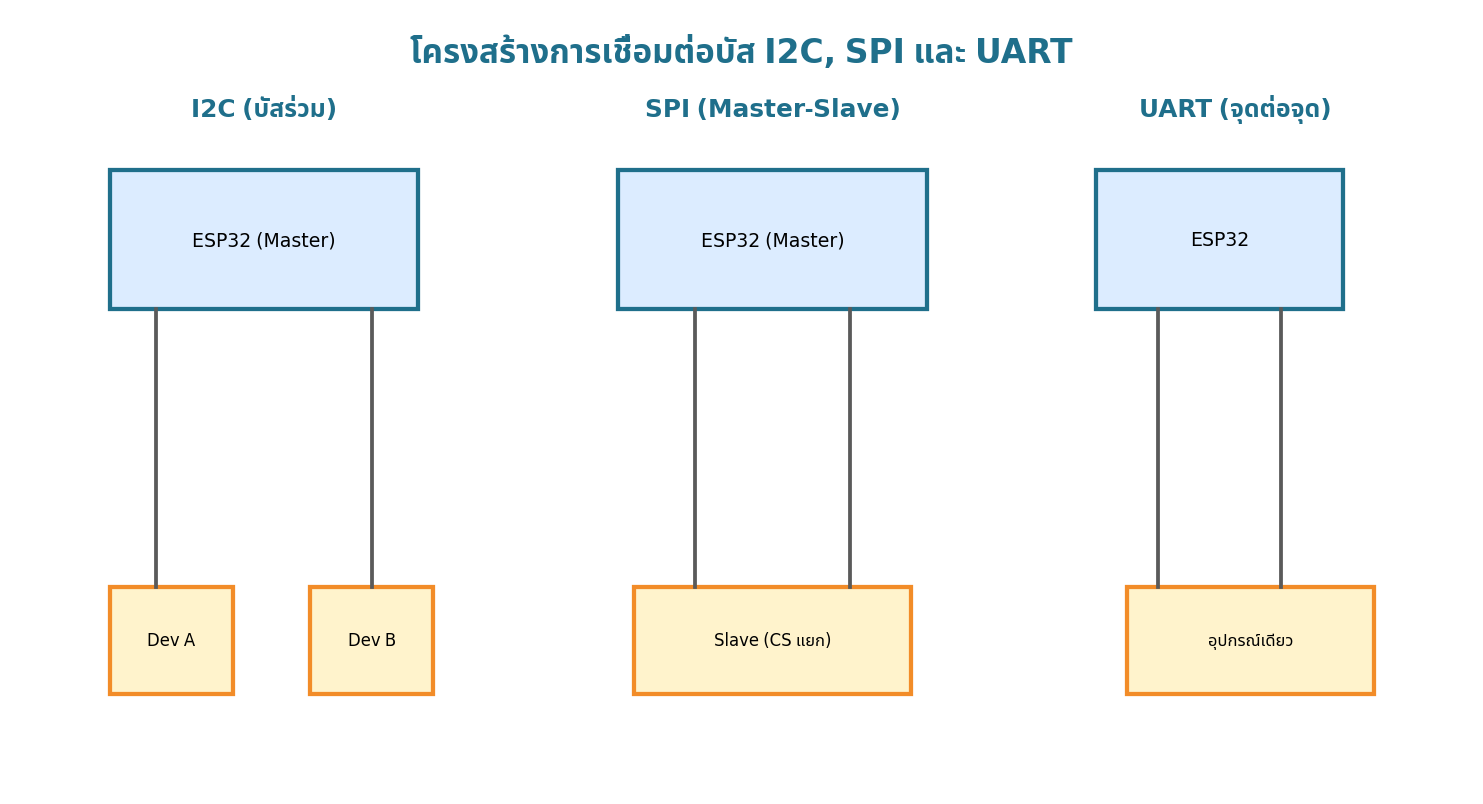 โครงสร้างการเชื่อมต่อบัส I2C, SPI และ UART
I2C (บัสร่วม)
SPI (Master-Slave)
UART (จุดต่อจุด)
ESP32 (Master)
ESP32 (Master)
ESP32
Dev A
Dev B
Slave (CS แยก)
อุปกรณ์เดียว